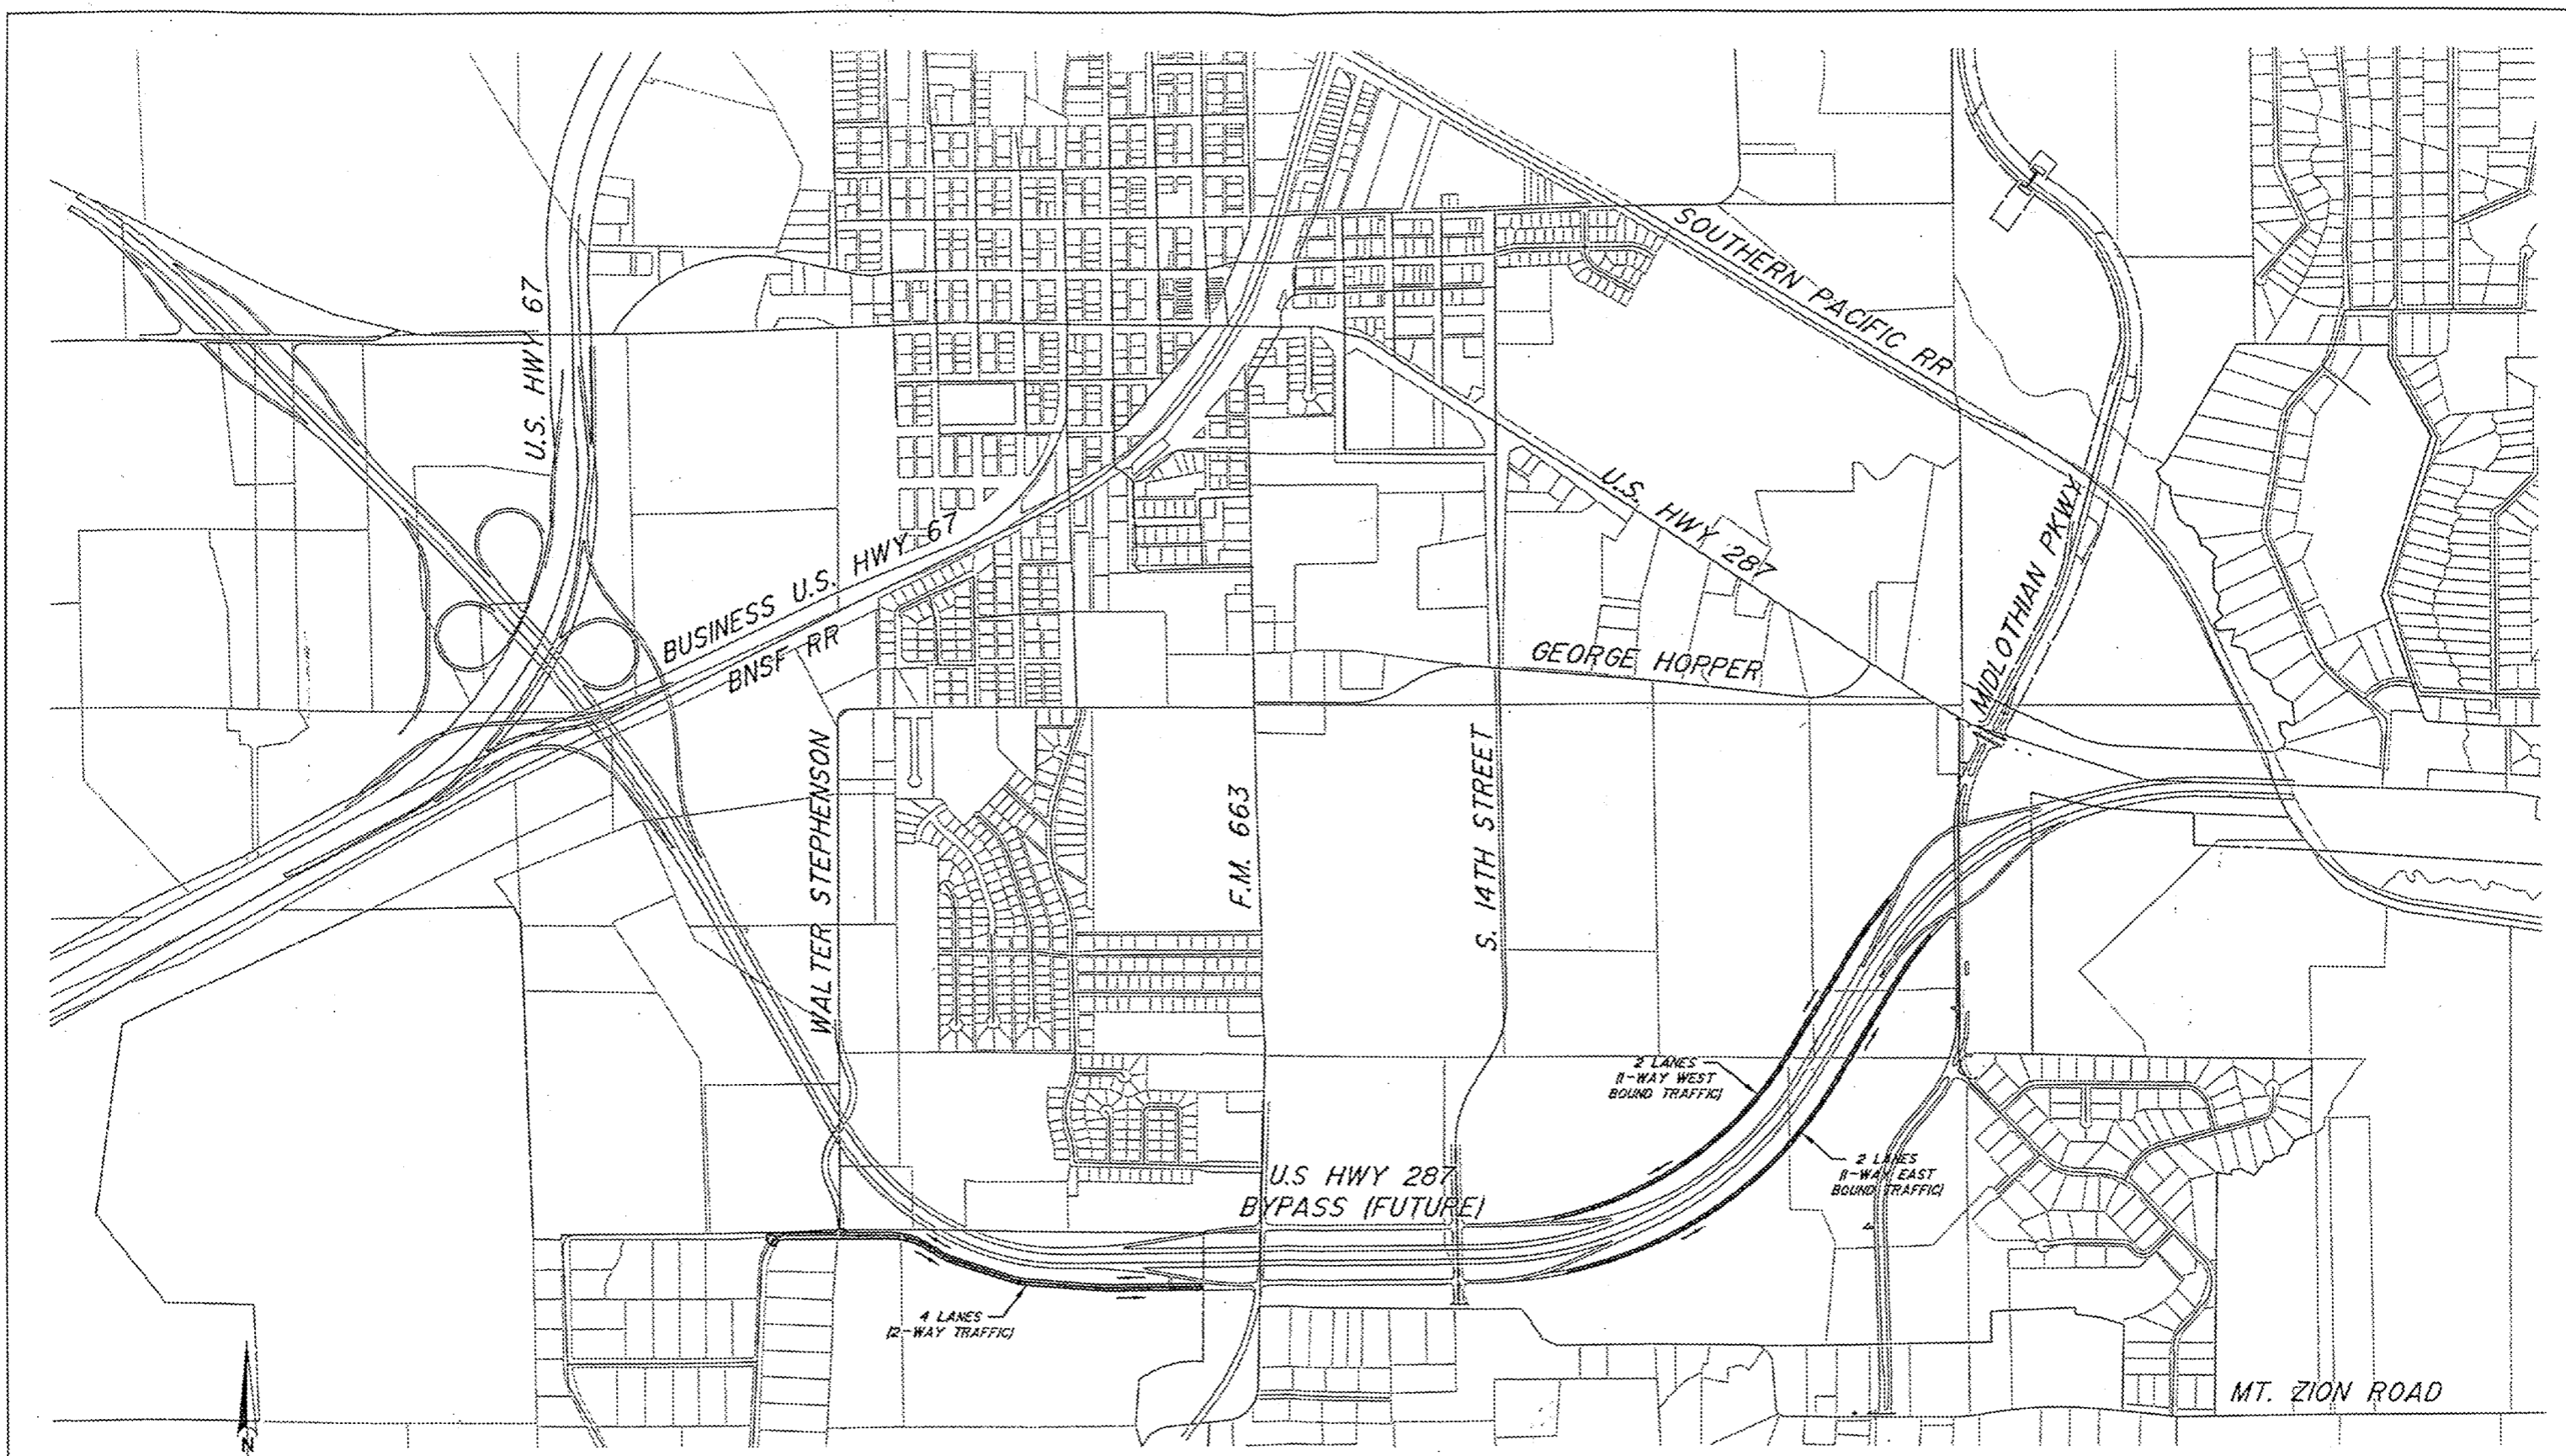 SOUTHERN PACIFIC RR
U.S. HWY 67
U.S. HWY 287
BUSINESS U.S. HWY 67
BNSF RR
MIDLOTHIAN PKWY
GEORGE HOPPER
WALTER STEPHENSON
F.M. 663
S. 14TH STREET
2 LANES
(1-WAY WEST
BOUND TRAFFIC)
2 LANES
(1-WAY EAST
BOUND TRAFFIC)
U.S HWY 287
BYPASS (FUTURE)
4 LANES
(2-WAY TRAFFIC)
MT. ZION ROAD
N